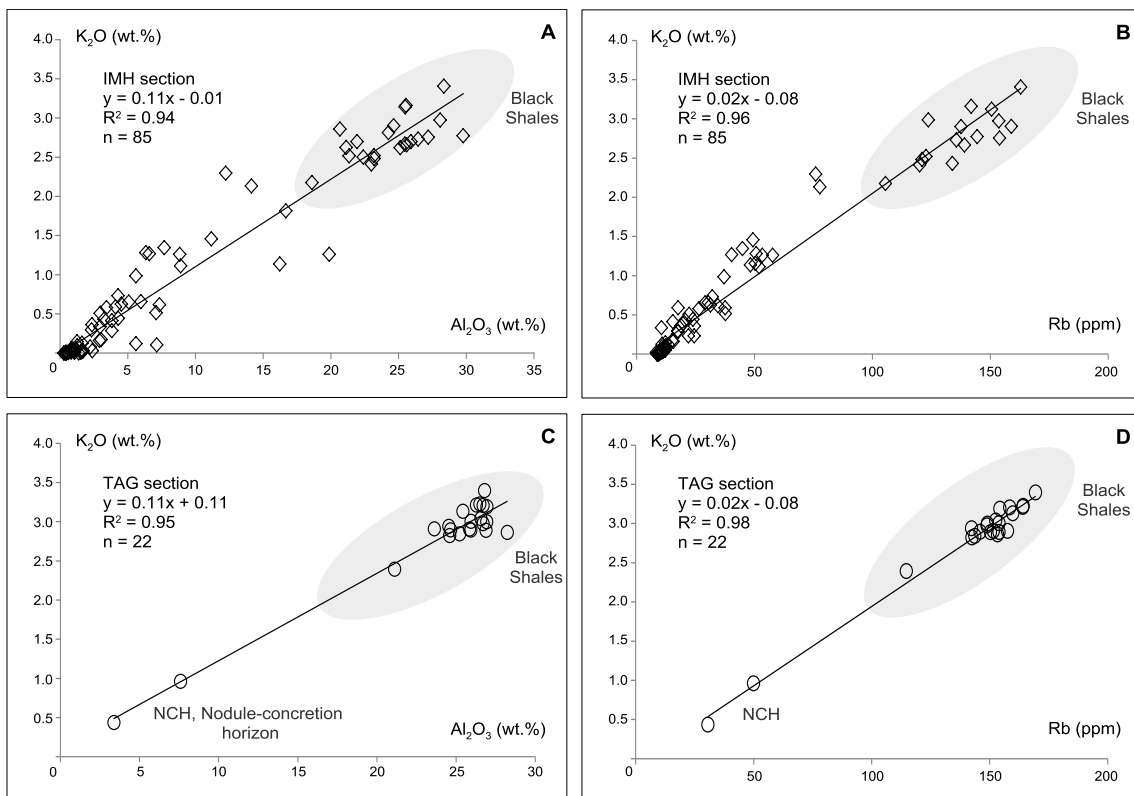 A
K₂O (wt.%)
4.0
3.5
3.0
2.5
2.0
1.5
1.0
0.5
IMH section
y = 0.11x - 0.01
R² = 0.94
n = 85
Black
Shales
Al₂O₃ (wt.%)
0 5 10 15 20 25 30 35
B
K₂O (wt.%)
4.0
3.5
3.0
2.5
2.0
1.5
1.0
0.5
IMH section
y = 0.02x - 0.08
R² = 0.96
n = 85
Black
Shales
Rb (ppm)
0 50 100 150 200
C
K₂O (wt.%)
4.0
3.5
3.0
2.5
2.0
1.5
1.0
0.5
TAG section
y = 0.11x + 0.11
R² = 0.95
n = 22
Black
Shales
NCH, Nodule-concretion
horizon
Al₂O₃ (wt.%)
0 5 10 15 20 25 30
D
K₂O (wt.%)
4.0
3.5
3.0
2.5
2.0
1.5
1.0
0.5
TAG section
y = 0.02x - 0.08
R² = 0.98
n = 22
Black
Shales
NCH
Rb (ppm)
0 50 100 150 200